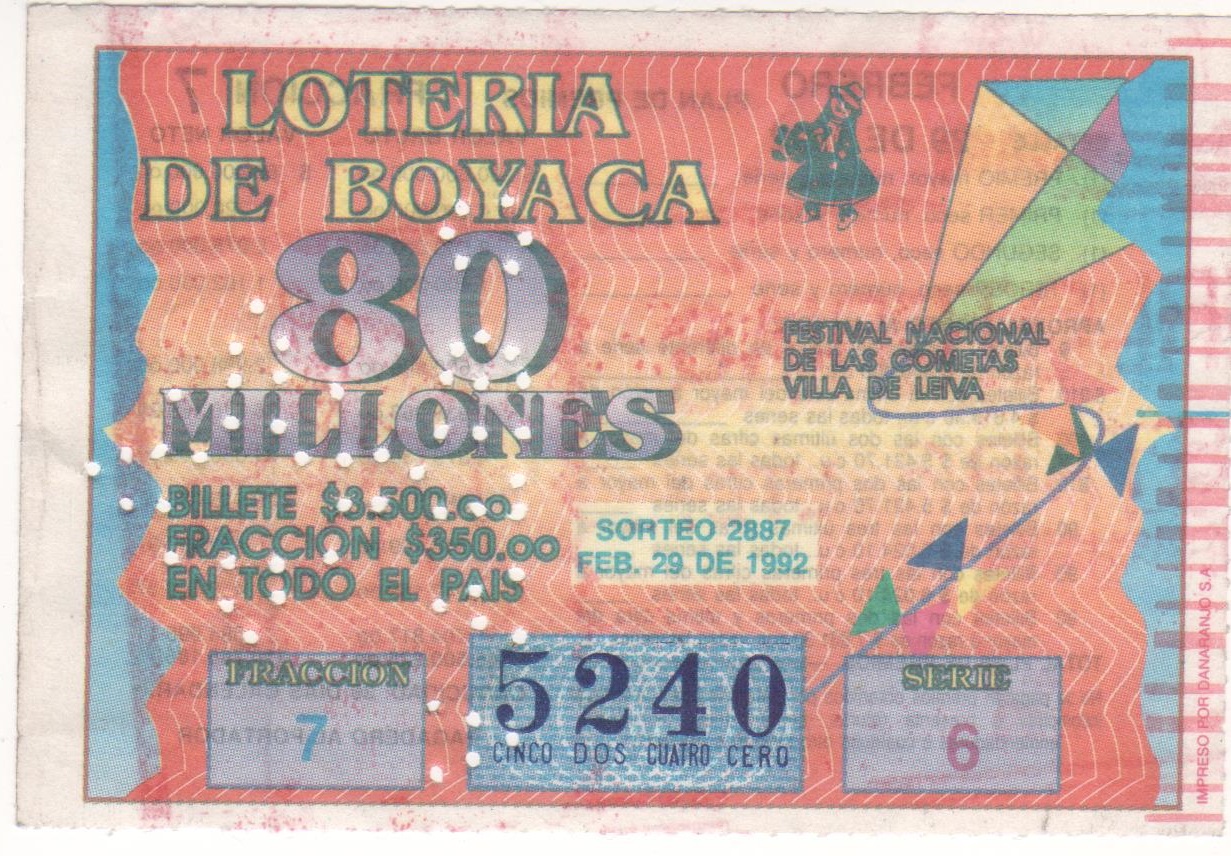 LOTERIA
DE BOYACA
80
MILLONES
FESTIVAL NACIONAL
DE LAS COMETAS
VILLA DE LEIVA
BILLETE $3.500.oo
FRACCION $350.oo
EN TODO EL PAIS
SORTEO 2887
FEB. 29 DE 1992
FRACCION
7
5240
CINCO DOS CUATRO CERO
SERIE
6
IMPRESO POR DANARANJO S.A.